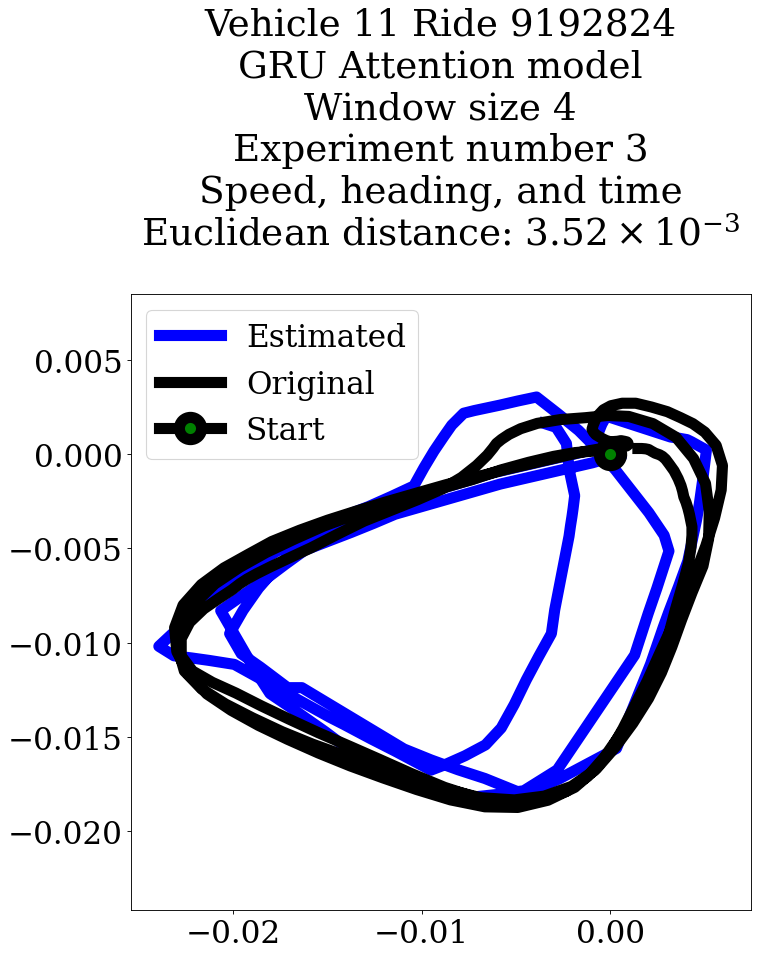 Vehicle 11 Ride 9192824
GRU Attention model
Window size 4
Experiment number 3
Speed, heading, and time
Euclidean distance: 3.52 × 10⁻³
Estimated
Original
Start
0.005
0.000
−0.005
−0.010
−0.015
−0.020
−0.02
−0.01
0.00